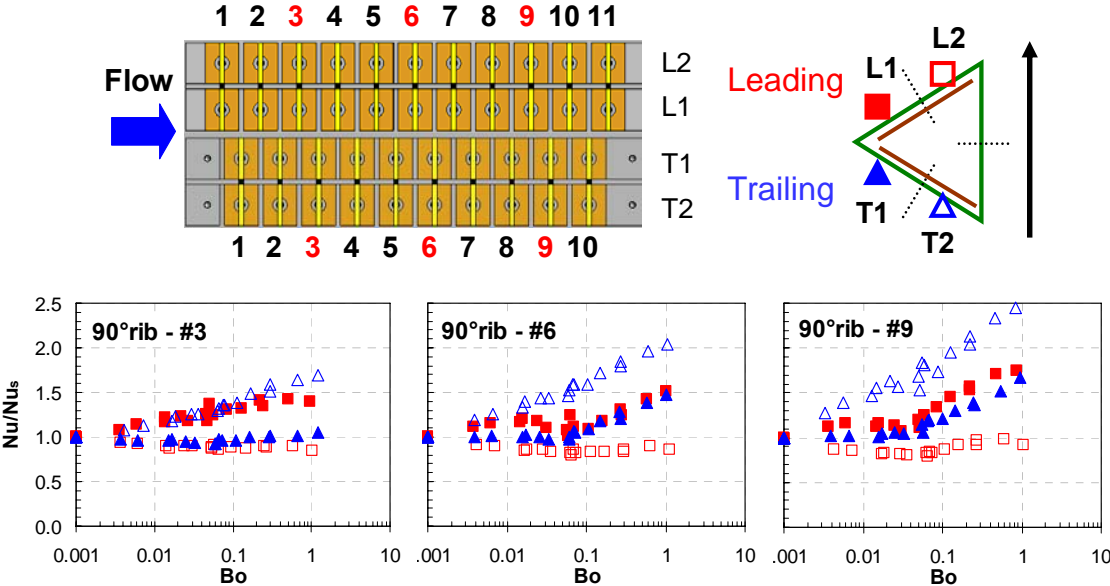 1 2 3 4 5 6 7 8 9 10 11
L2
Flow
L1
T1
T2
1 2 3 4 5 6 7 8 9 10
Leading
Trailing
L1
L2
T1
T2
Nu/Nus
2.5
2.0
1.5
1.0
0.5
0.0
90°rib - #3
0.001 0.01 0.1 1 10
Bo
90°rib - #6
.001 0.01 0.1 1 10
Bo
90°rib - #9
.001 0.01 0.1 1 10
Bo